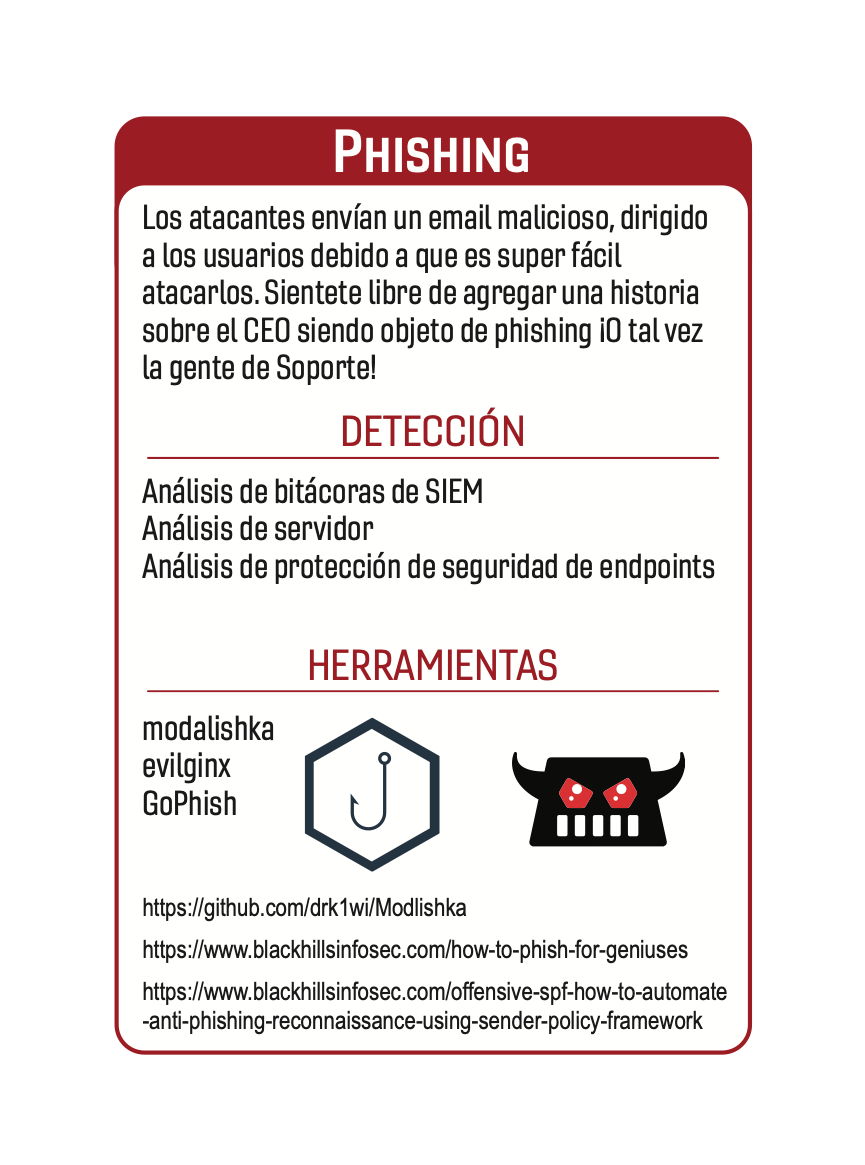 Phishing
Los atacantes envían un email malicioso, dirigido
a los usuarios debido a que es super fácil
atacarlos. Sientete libre de agregar una historia
sobre el CEO siendo objeto de phishing ¡O tal vez
la gente de Soporte!
DETECCIÓN
Análisis de bitácoras de SIEM
Análisis de servidor
Análisis de protección de seguridad de endpoints
HERRAMIENTAS
modalishka
evilginx
GoPhish
https://github.com/drk1wi/Modlishka
https://www.blackhillsinfosec.com/how-to-phish-for-geniuses
https://www.blackhillsinfosec.com/offensive-spf-how-to-automate
-anti-phishing-reconnaissance-using-sender-policy-framework